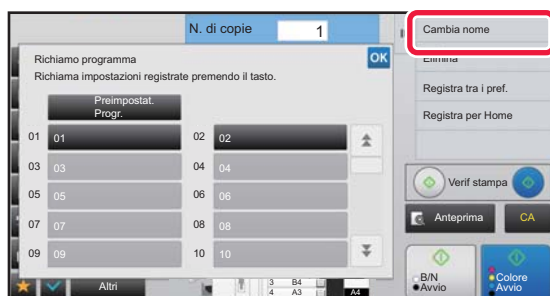 N. di copie 1
Cambia nome
Richiamo programma OK
Elimina
Richiama impostazioni registrate premendo il tasto.
Registra tra i pref.
Preimpostat.
Progr.
Registra per Home
01 01 02 02
03 03 04 04
05 05 06 06
Verif stampa
07 07 08 08
Anteprima CA
09 09 10 10
B/N
Avvio
Colore
Avvio
Altri
3 B4
4 A3
A4